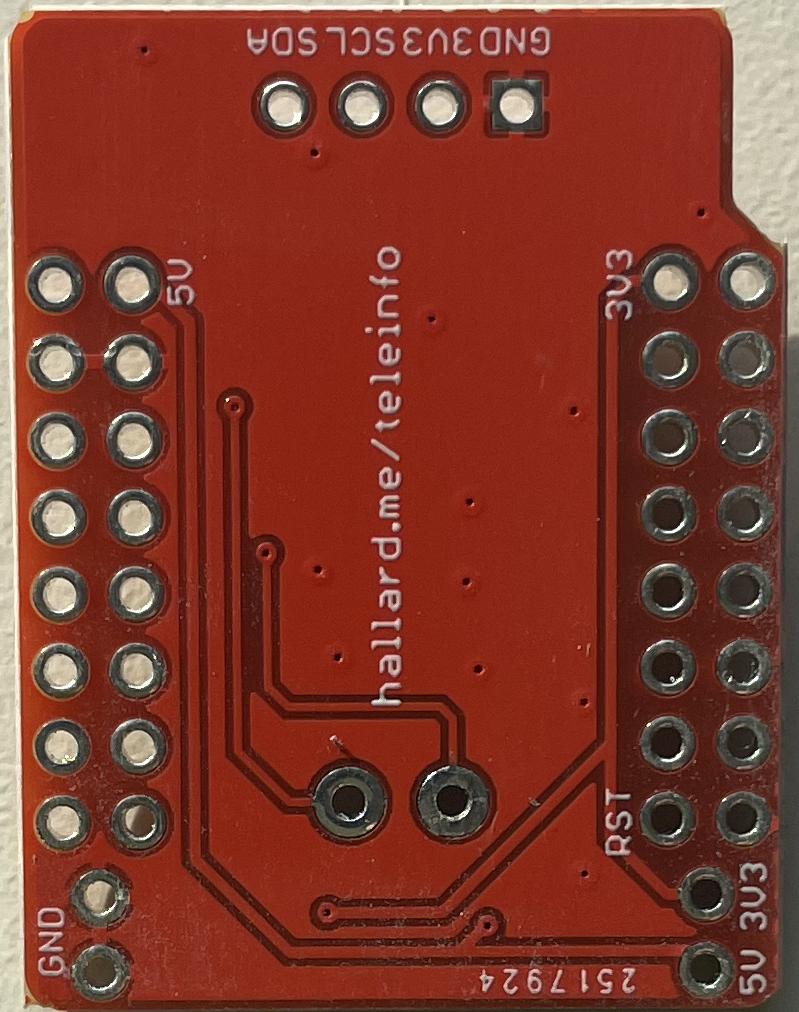 GND 3V3 SCL SDA
5V
3V3
hallard.me/teleinfo
RST
GND
3V3
5V
2517924